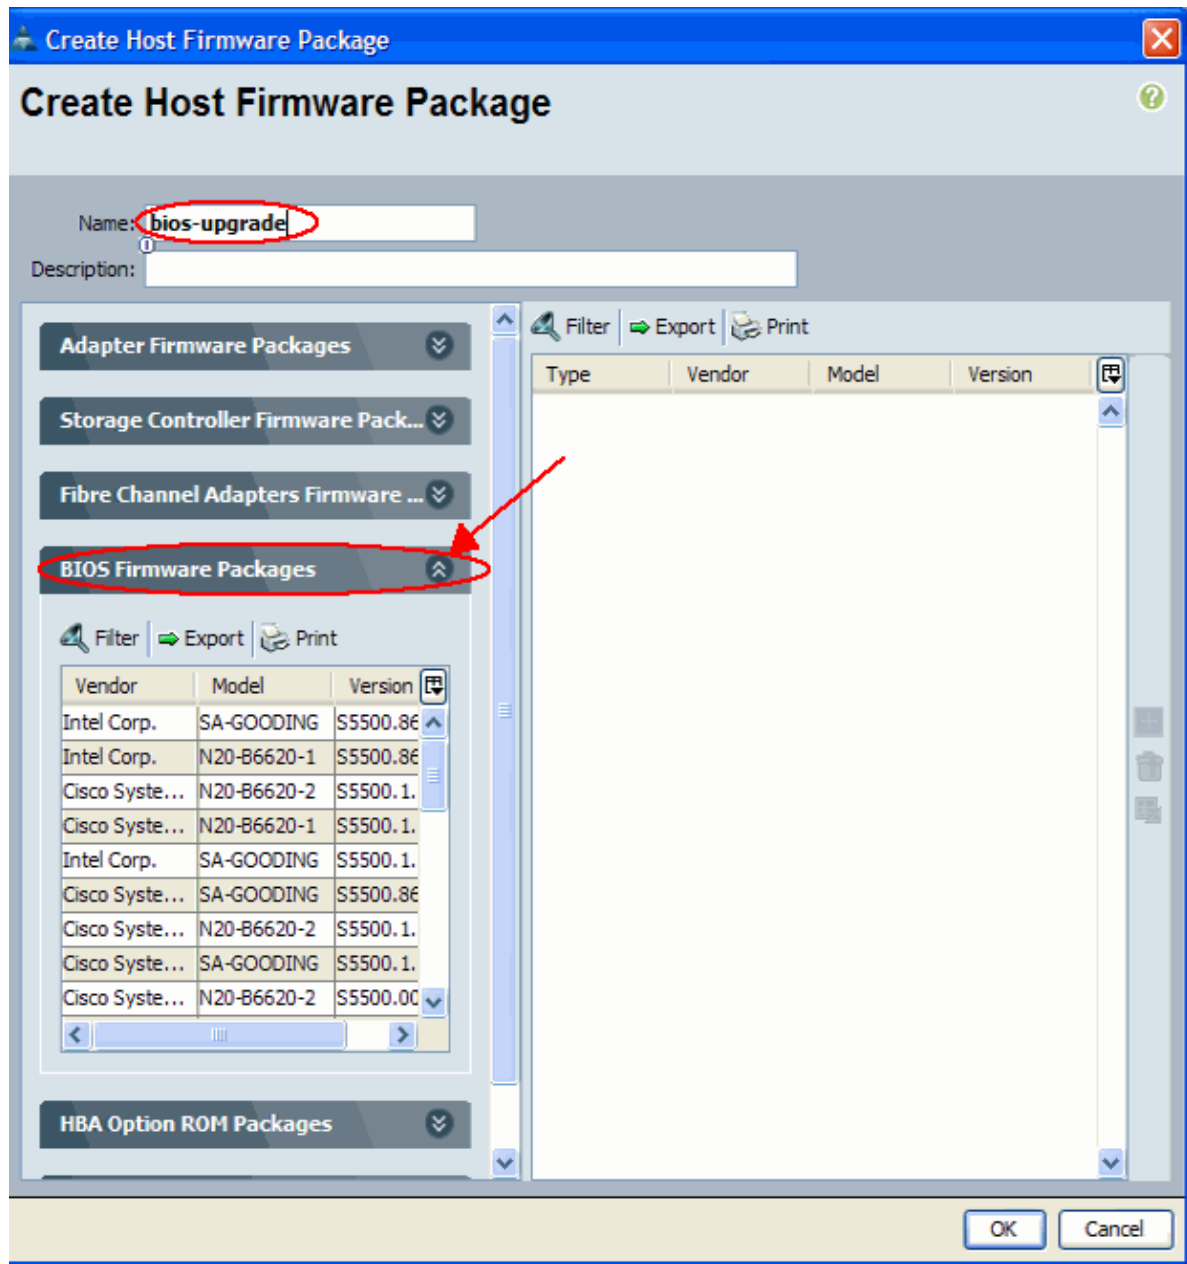 Create Host Firmware Package
Create Host Firmware Package
Name: bios-upgrade
Description:
Adapter Firmware Packages
Storage Controller Firmware Pack...
Fibre Channel Adapters Firmware ...
BIOS Firmware Packages
Filter Export Print
Vendor Model Version
Intel Corp. SA-GOODING S5500.86
Intel Corp. N20-B6620-1 S5500.86
Cisco Syste... N20-B6620-2 S5500.1.
Cisco Syste... N20-B6620-1 S5500.1.
Intel Corp. SA-GOODING S5500.1.
Cisco Syste... SA-GOODING S5500.86
Cisco Syste... N20-B6620-2 S5500.1.
Cisco Syste... SA-GOODING S5500.1.
Cisco Syste... N20-B6620-2 S5500.00
HBA Option ROM Packages
Filter Export Print
Type Vendor Model Version
OK Cancel